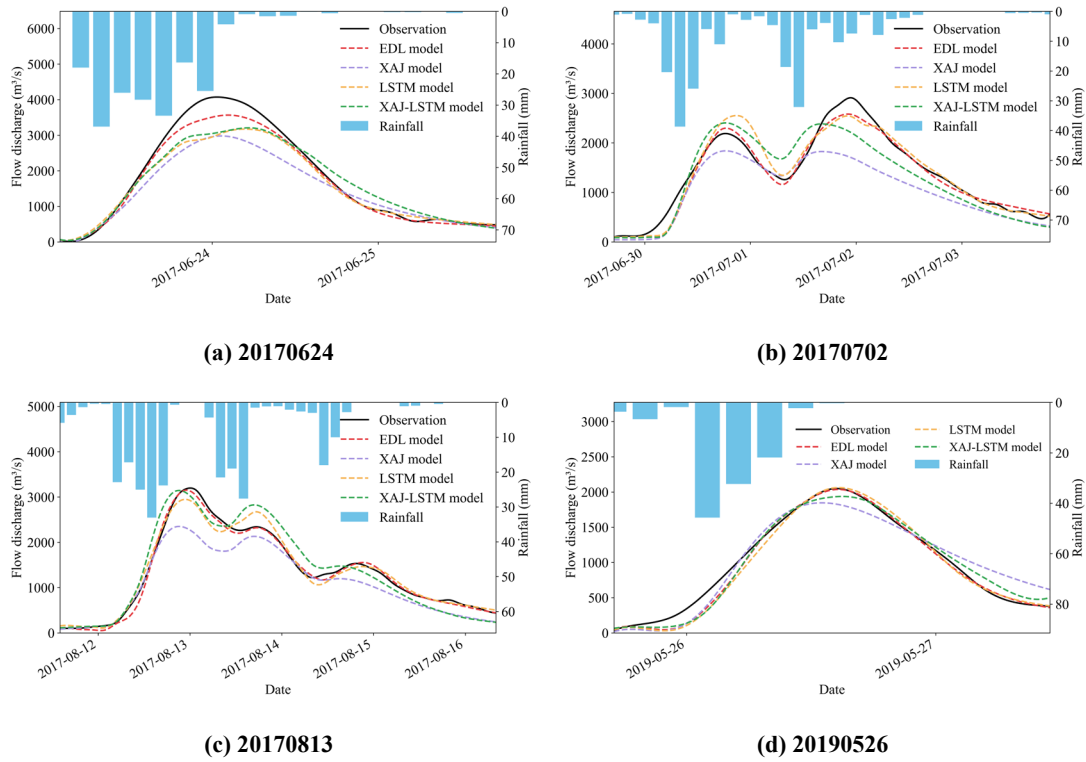 6000
5000
4000
3000
2000
1000
0
Flow discharge (m³/s)
Observation
EDL model
XAJ model
LSTM model
XAJ-LSTM model
Rainfall
0
10
20
30
40
50
60
70
Rainfall (mm)
2017-06-24
2017-06-25
Date
(a) 20170624
4000
3000
2000
1000
0
Flow discharge (m³/s)
Observation
EDL model
XAJ model
LSTM model
XAJ-LSTM model
Rainfall
0
10
20
30
40
50
60
70
Rainfall (mm)
2017-06-30
2017-07-01
2017-07-02
2017-07-03
Date
(b) 20170702
5000
4000
3000
2000
1000
0
Flow discharge (m³/s)
Observation
EDL model
XAJ model
LSTM model
XAJ-LSTM model
Rainfall
0
10
20
30
40
50
60
Rainfall (mm)
2017-08-12
2017-08-13
2017-08-14
2017-08-15
2017-08-16
Date
(c) 20170813
3000
2500
2000
1500
1000
500
0
Flow discharge (m³/s)
Observation
EDL model
XAJ model
LSTM model
XAJ-LSTM model
Rainfall
0
20
40
60
80
Rainfall (mm)
2019-05-26
2019-05-27
Date
(d) 20190526